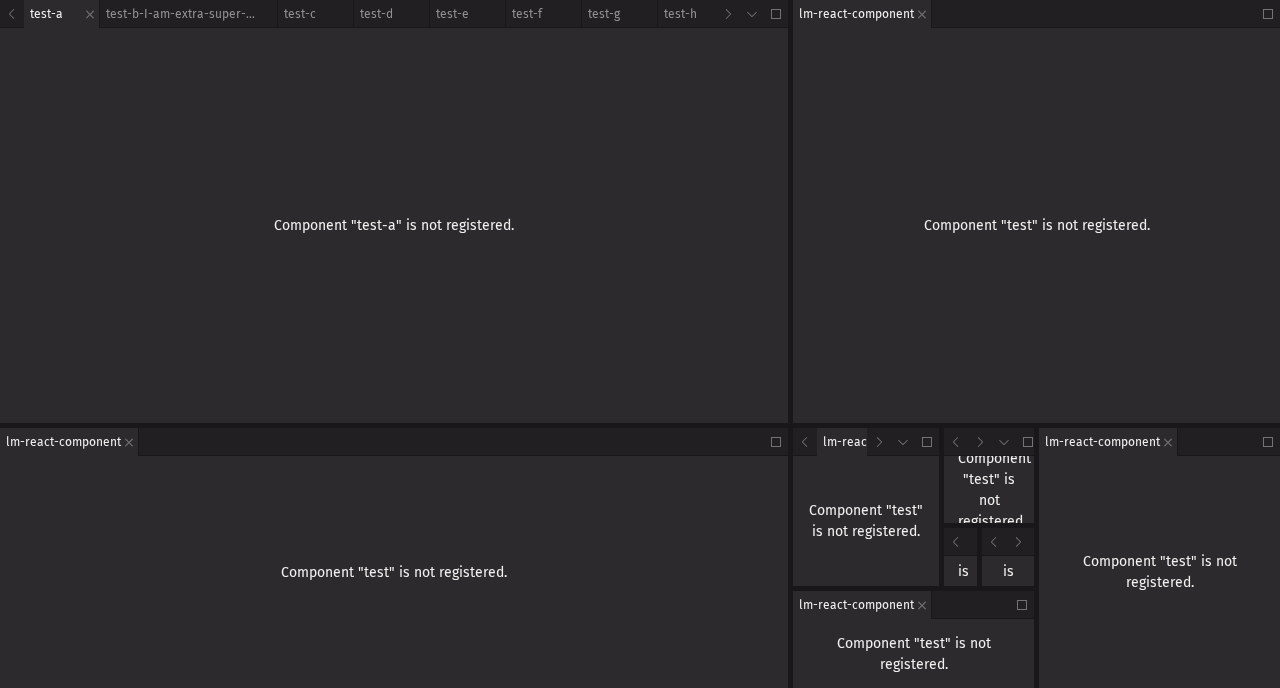 test-a
test-b-I-am-extra-super-...
test-c
test-d
test-e
test-f
test-g
test-h
lm-react-component
Component "test-a" is not registered.
Component "test" is not registered.
lm-react-component
Component "test" is not registered.
lm-reac
Component "test"
is not registered.
Component
"test" is
not
registered
is
is
lm-react-component
Component "test" is not
registered.
lm-react-component
Component "test" is not
registered.